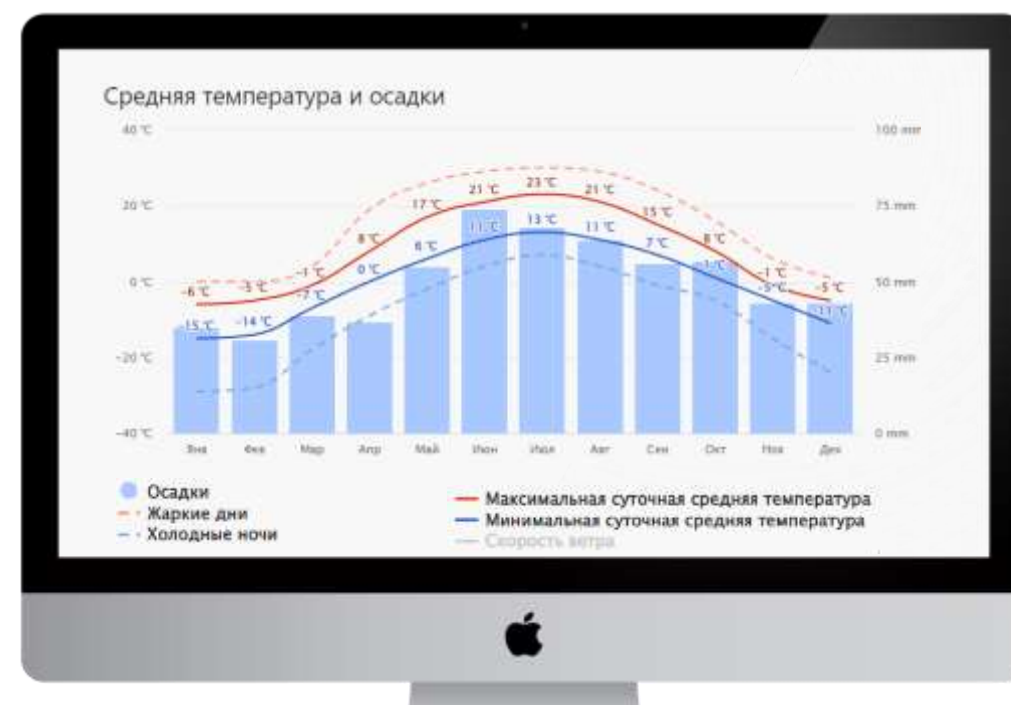 Средняя температура и осадки
40 °C 100 mm
21 °C 23 °C 21 °C
20 °C 17 °C 15 °C 75 mm
8 °C 11 °C 13 °C 11 °C 8 °C
6 °C 7 °C
0 °C -1 °C 0 °C -1 °C 50 mm
-6 °C -5 °C -7 °C 1 °C -5 °C -5 °C
-15 °C -14 °C -11 °C
-20 °C 25 mm
-40 °C 0 mm
Янв Фев Мар Апр Май Июн Июл Авг Сен Окт Ноя Дек
Осадки
Жаркие дни
Холодные ночи
Максимальная суточная средняя температура
Минимальная суточная средняя температура
Скорость ветра